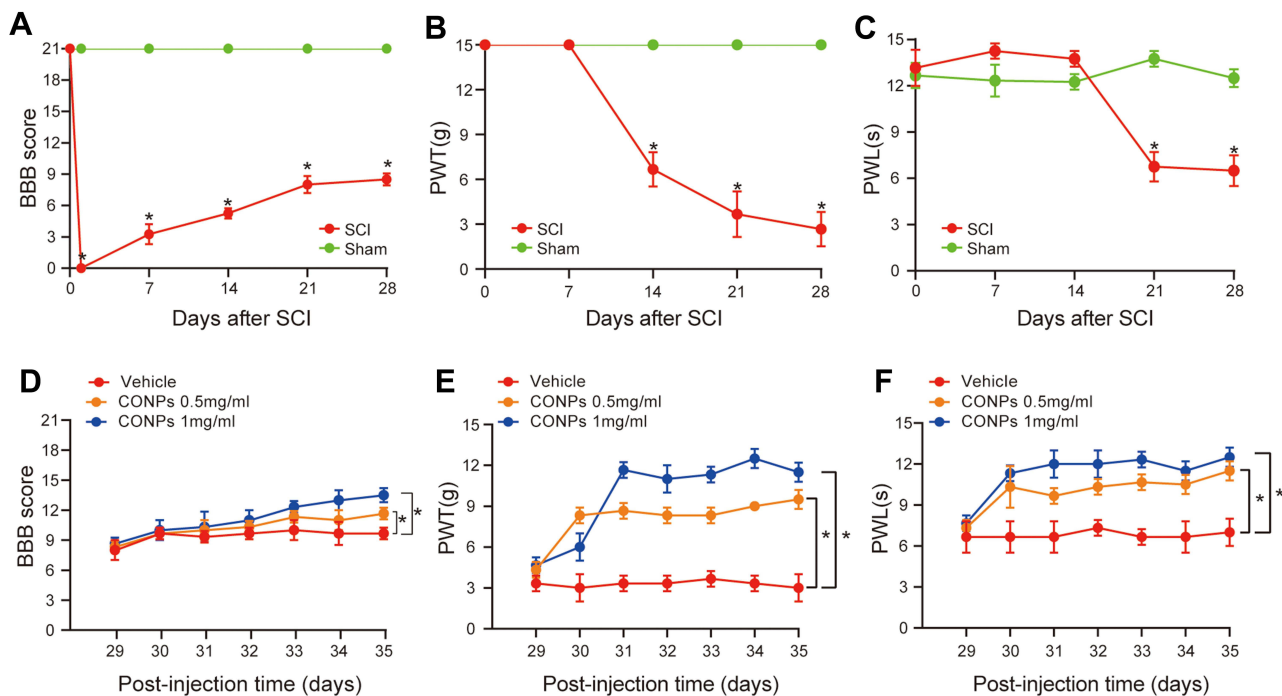 A
21
18
15
12
9
6
3
0
BBB score
*
*
*
*
*
SCI
Sham
0 7 14 21 28
Days after SCI
B
15
12
9
6
3
0
PWT(g)
*
*
*
SCI
Sham
0 7 14 21 28
Days after SCI
C
15
12
9
6
3
0
PWL(s)
*
*
SCI
Sham
0 7 14 21 28
Days after SCI
D
Vehicle
CONPs 0.5mg/ml
CONPs 1mg/ml
21
18
15
12
9
6
3
0
BBB score
* *
29 30 31 32 33 34 35
Post-injection time (days)
E
Vehicle
CONPs 0.5mg/ml
CONPs 1mg/ml
15
12
9
6
3
0
PWT(g)
* *
29 30 31 32 33 34 35
Post-injection time (days)
F
Vehicle
CONPs 0.5mg/ml
CONPs 1mg/ml
15
12
9
6
3
0
PWL(s)
* *
29 30 31 32 33 34 35
Post-injection time (days)